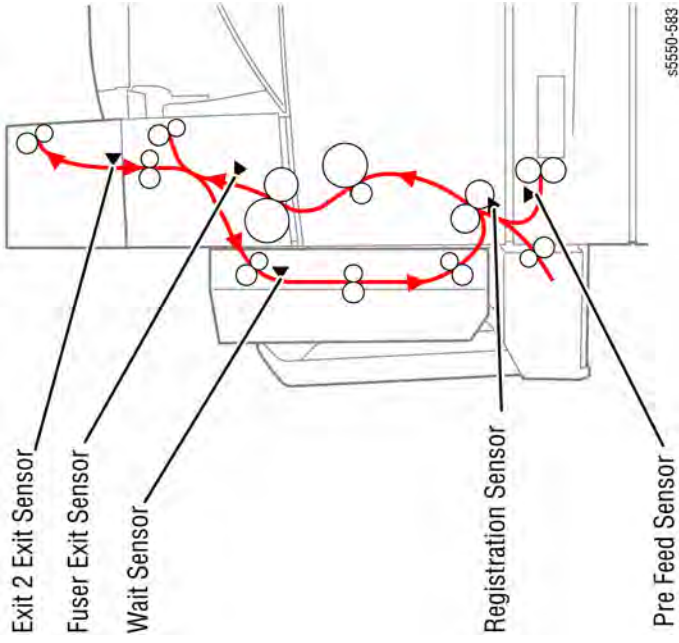 Exit 2 Exit Sensor
Fuser Exit Sensor
Wait Sensor
Registration Sensor
Pre Feed Sensor
s5550-583